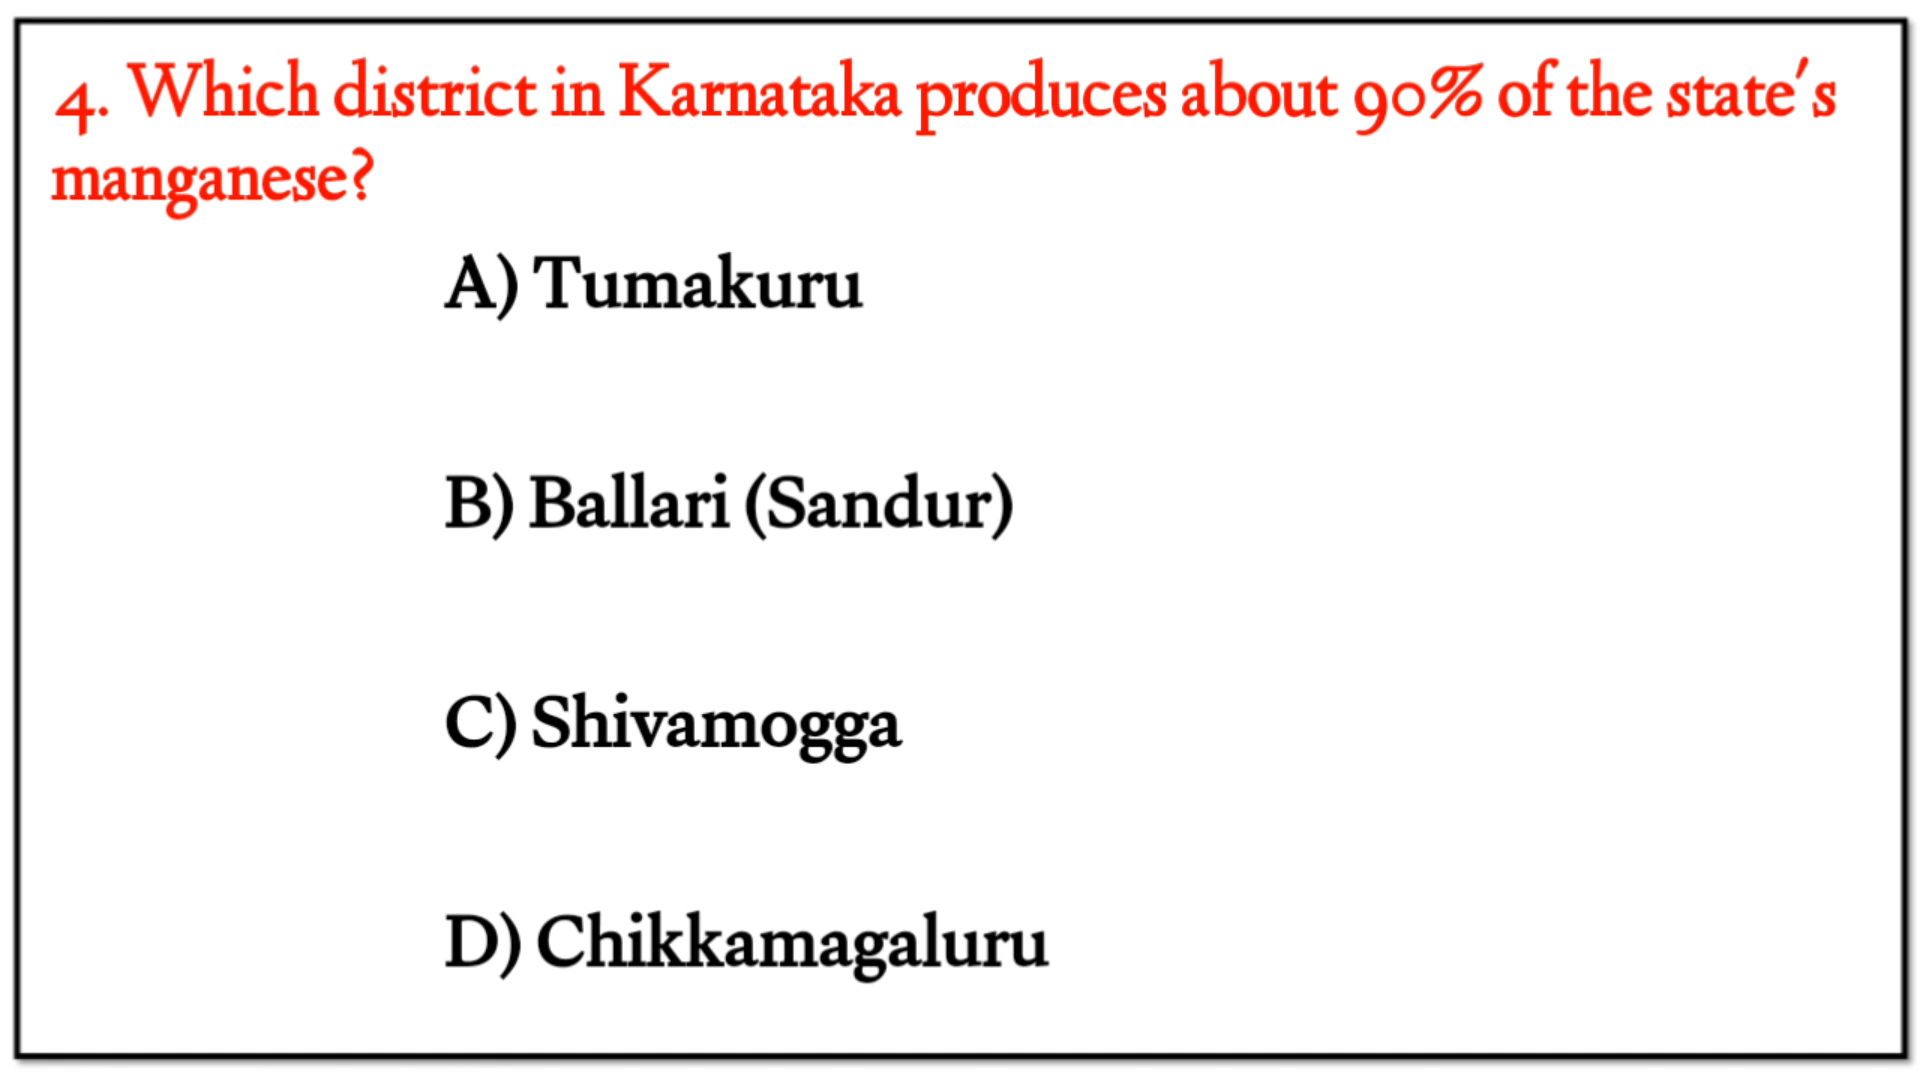 4. Which district in Karnataka produces about 90% of the state's
manganese?
A) Tumakuru
B) Ballari (Sandur)
C) Shivamogga
D) Chikkamagaluru